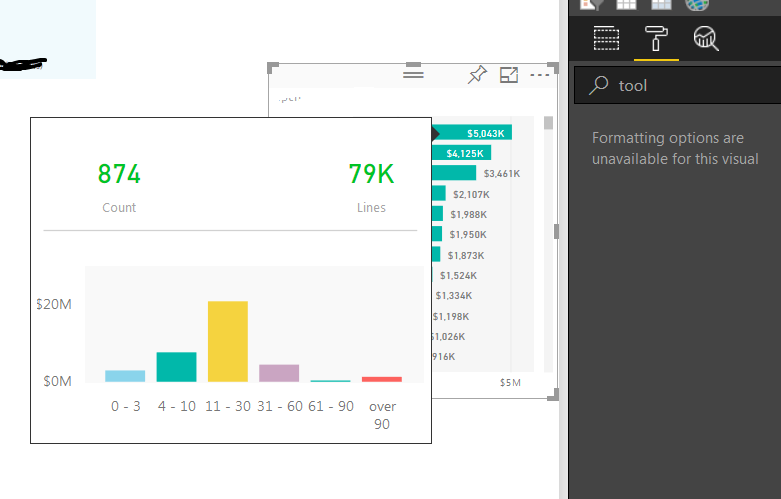 874
Count
79K
Lines
$20M
$0M
0 - 3
4 - 10
11 - 30
31 - 60
61 - 90
over
90
$5,043K
$4,125K
$3,461K
$2,107K
$1,988K
$1,950K
$1,873K
$1,524K
$1,334K
$1,198K
$1,026K
916K
$5M
tool
Formatting options are
unavailable for this visual